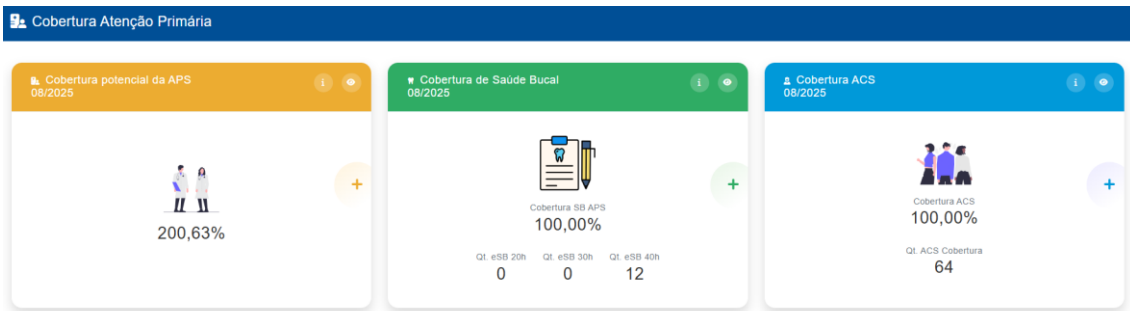 Cobertura Atenção Primária
Cobertura potencial da APS
08/2025
200,63%
Cobertura de Saúde Bucal
08/2025
Cobertura SB APS
100,00%
Qt. eSB 20h Qt. eSB 30h Qt. eSB 40h
0 0 12
Cobertura ACS
08/2025
Cobertura ACS
100,00%
Qt. ACS Cobertura
64